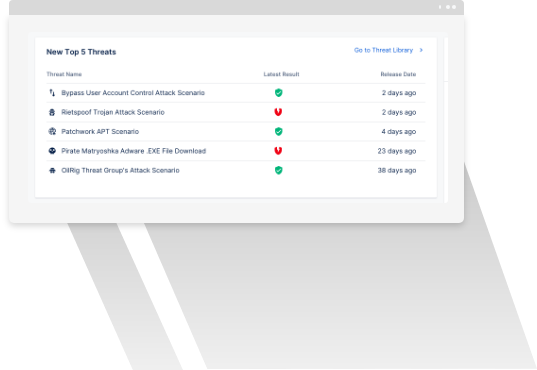 New Top 5 Threats
Go to Threat Library
Threat Name Latest Result Release Date
Bypass User Account Control Attack Scenario 2 days ago
Rietspoof Trojan Attack Scenario 2 days ago
Patchwork APT Scenario 4 days ago
Pirate Matryoshka Adware .EXE File Download 23 days ago
OilRig Threat Group's Attack Scenario 38 days ago